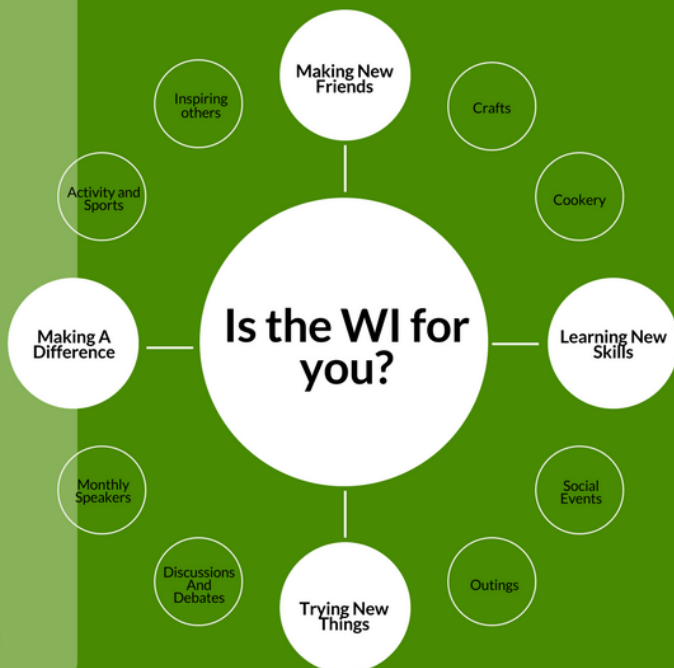 Making New
Friends
Inspiring
others
Crafts
Activity and
Sports
Cookery
Is the WI for
you?
Making A
Difference
Learning New
Skills
Monthly
Speakers
Social
Events
Discussions
And
Debates
Outings
Trying New
Things